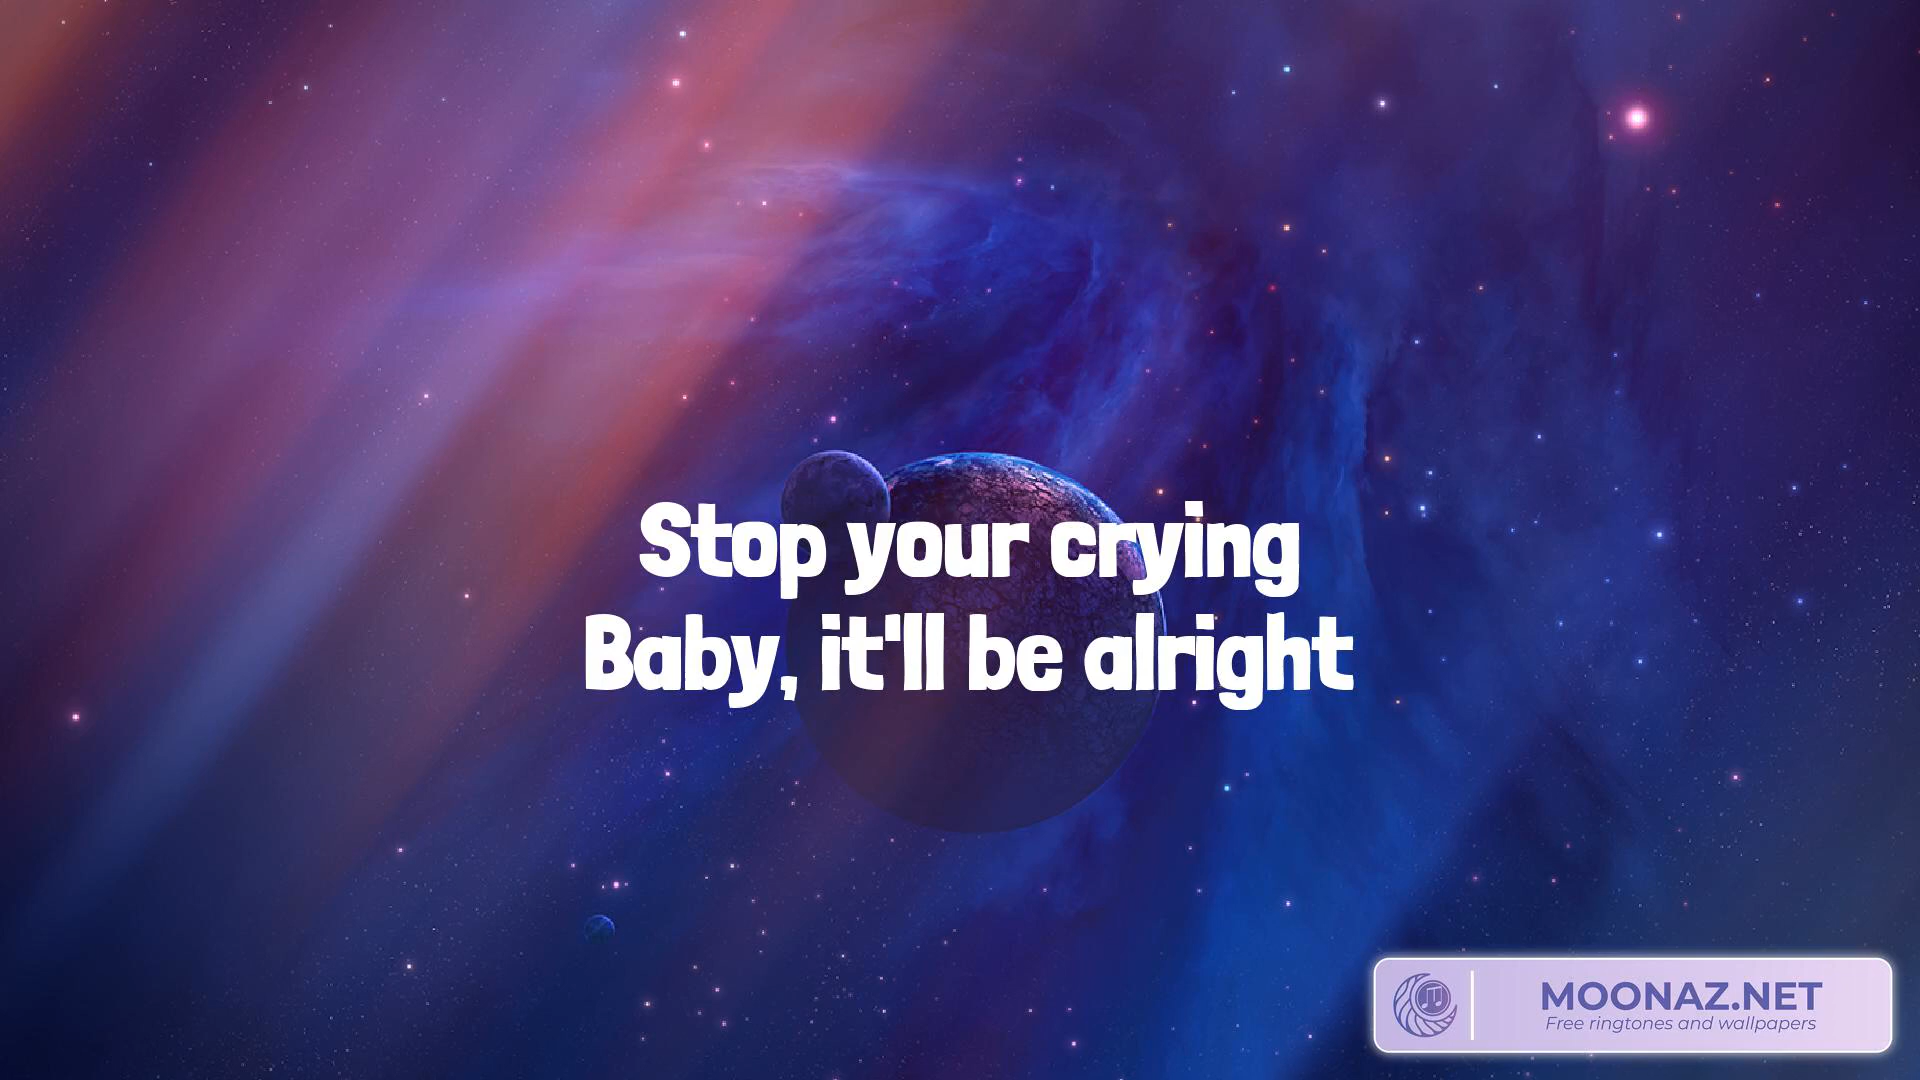 Stop your crying
Baby, it'll be alright
MOONAZ.NET
Free ringtones and wallpapers